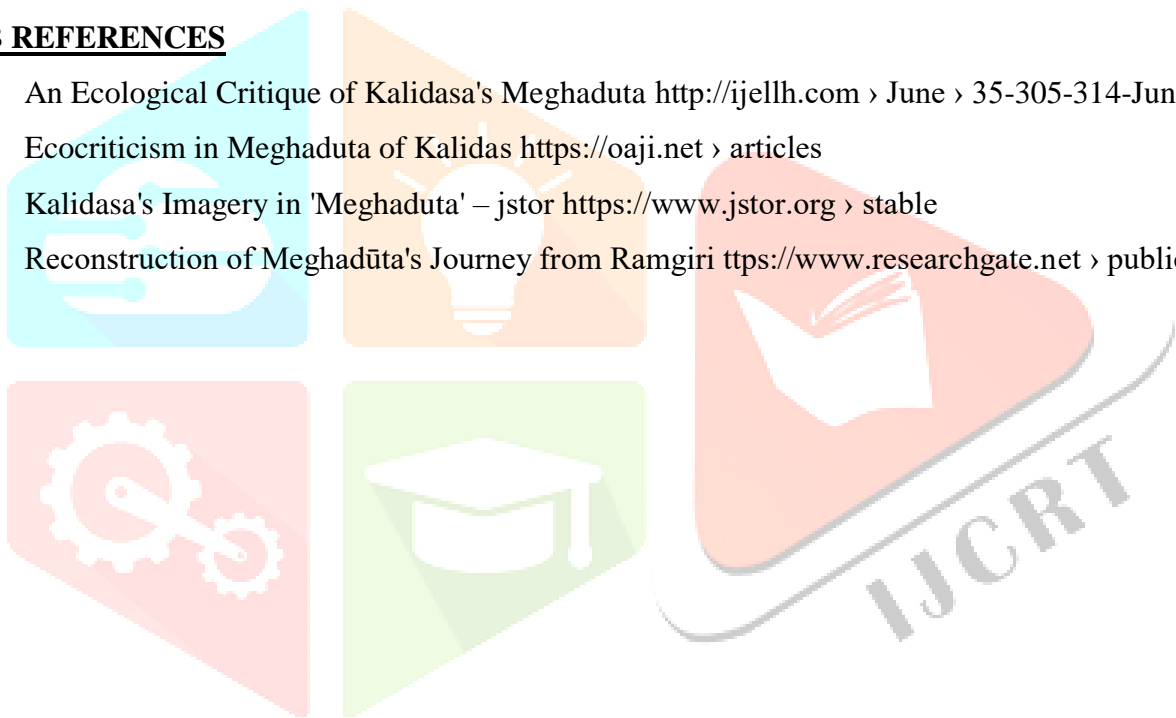 REFERENCES
An Ecological Critique of Kalidasa's Meghaduta http://ijellh.com › June › 35-305-314-Jun
Ecocriticism in Meghaduta of Kalidas https://oaji.net › articles
Kalidasa's Imagery in 'Meghaduta' – jstor https://www.jstor.org › stable
Reconstruction of Meghadūta's Journey from Ramgiri ttps://www.researchgate.net ›
IJCRT